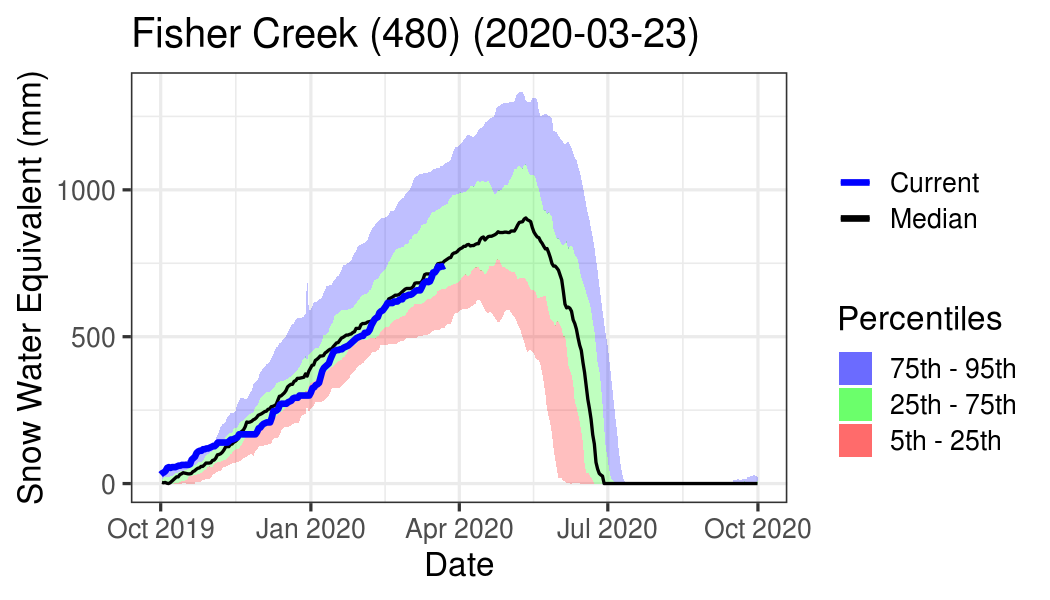 Fisher Creek (480) (2020-03-23)
Snow Water Equivalent (mm)
1000
500
0
Oct 2019 Jan 2020 Apr 2020 Jul 2020 Oct 2020
Date
Current
Median
Percentiles
75th - 95th
25th - 75th
5th - 25th